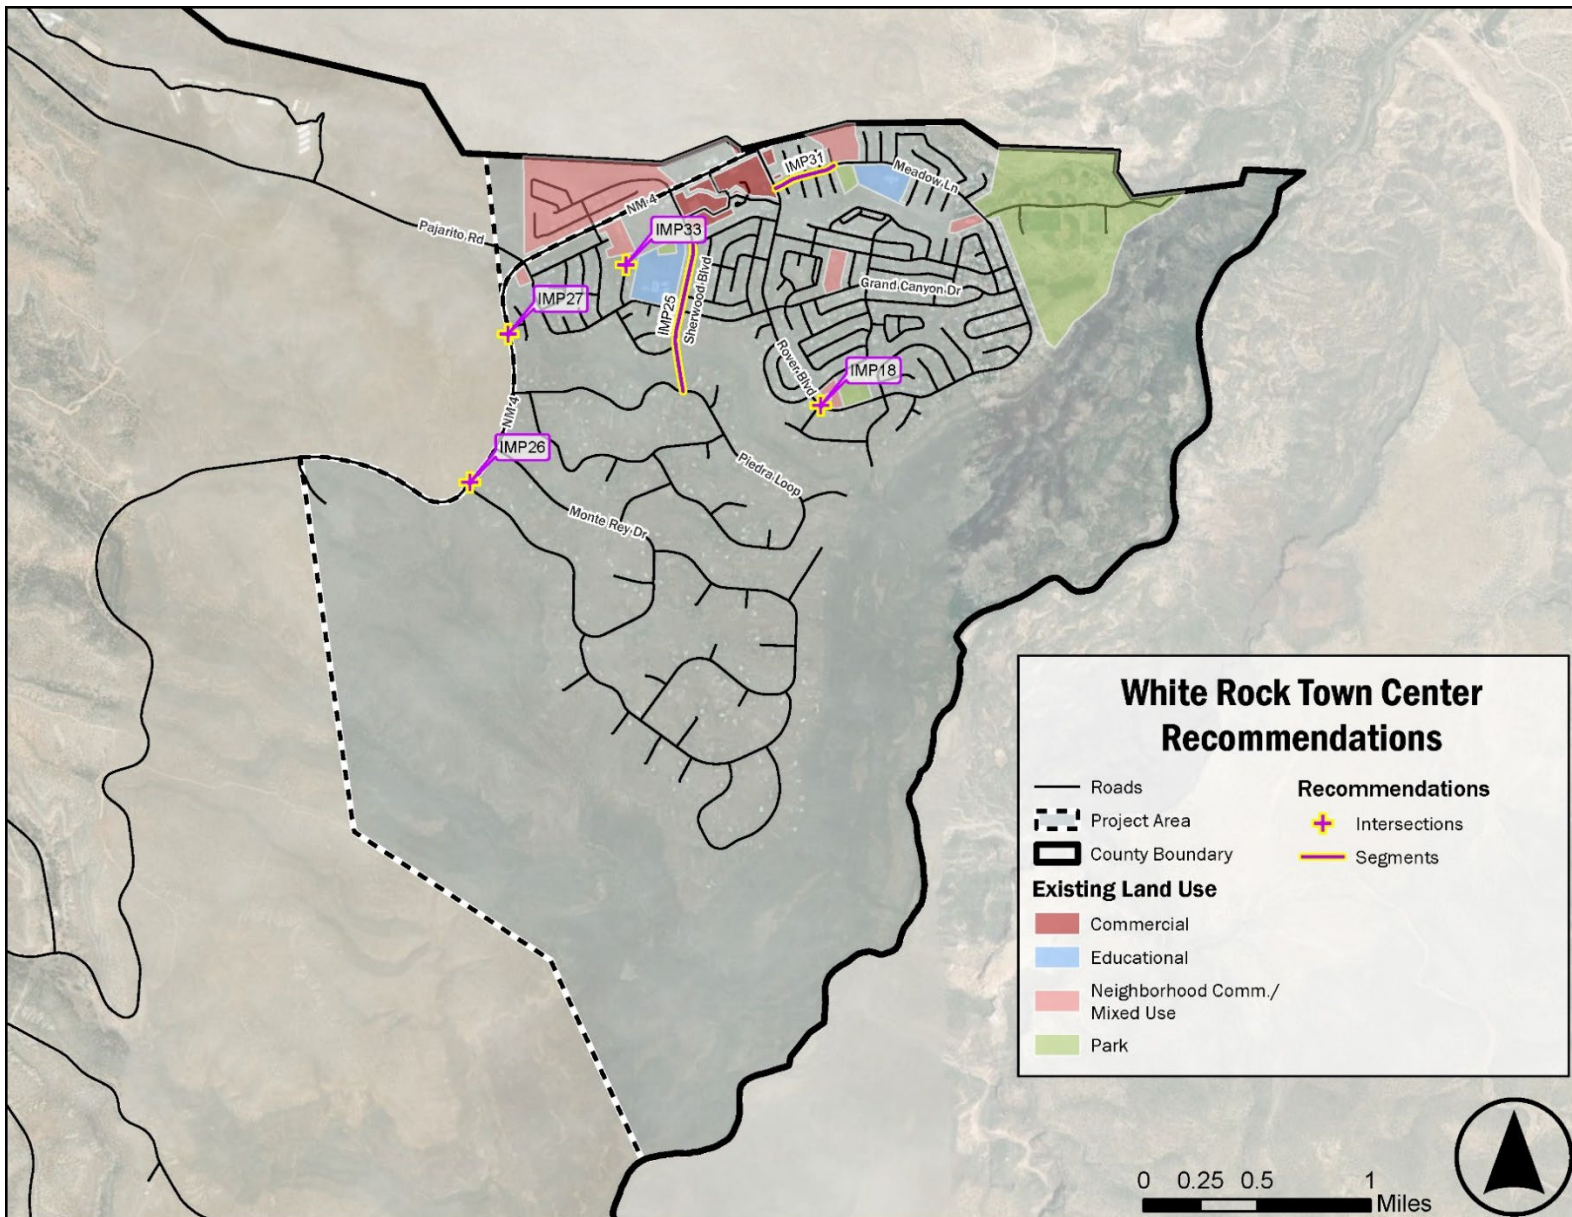 IMP31
Meadow Ln
NM 4
Pajarito Rd
IMP33
IMP27
IMP25
Sherwood Blvd
Grand Canyon Dr
Rover Blvd
IMP18
NM 4
IMP26
Piedra Loop
Monte Rey Dr
White Rock Town Center
Recommendations
Roads
Project Area
County Boundary
Existing Land Use
Commercial
Educational
Neighborhood Comm./
Mixed Use
Park
Recommendations
Intersections
Segments
0 0.25 0.5 1
Miles